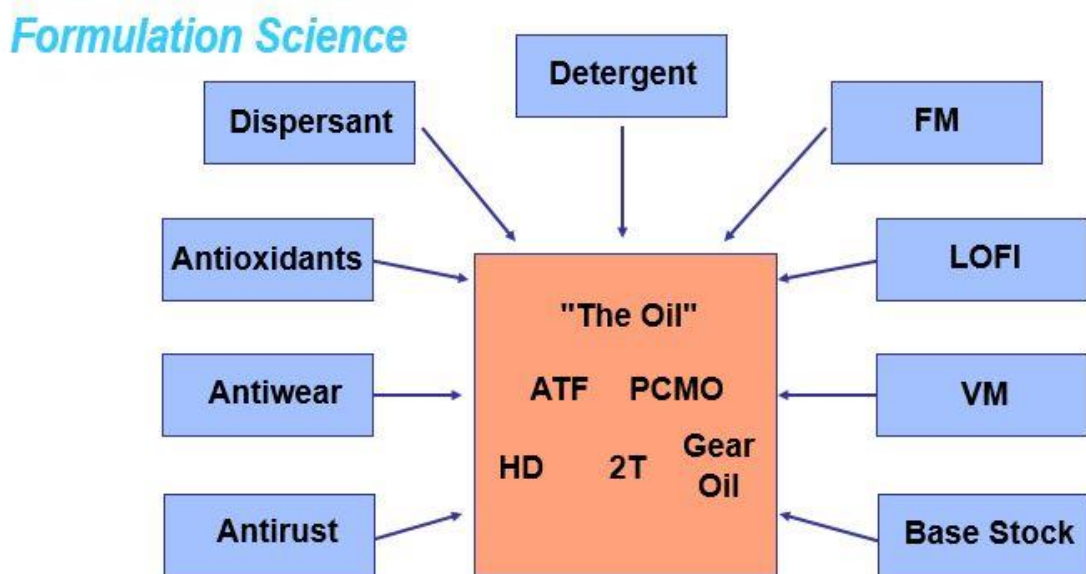 Formulation Science
Detergent
Dispersant
FM
Antioxidants
LOFI
"The Oil"
ATF PCMO
Antiwear
VM
HD 2T Gear
Oil
Antirust
Base Stock